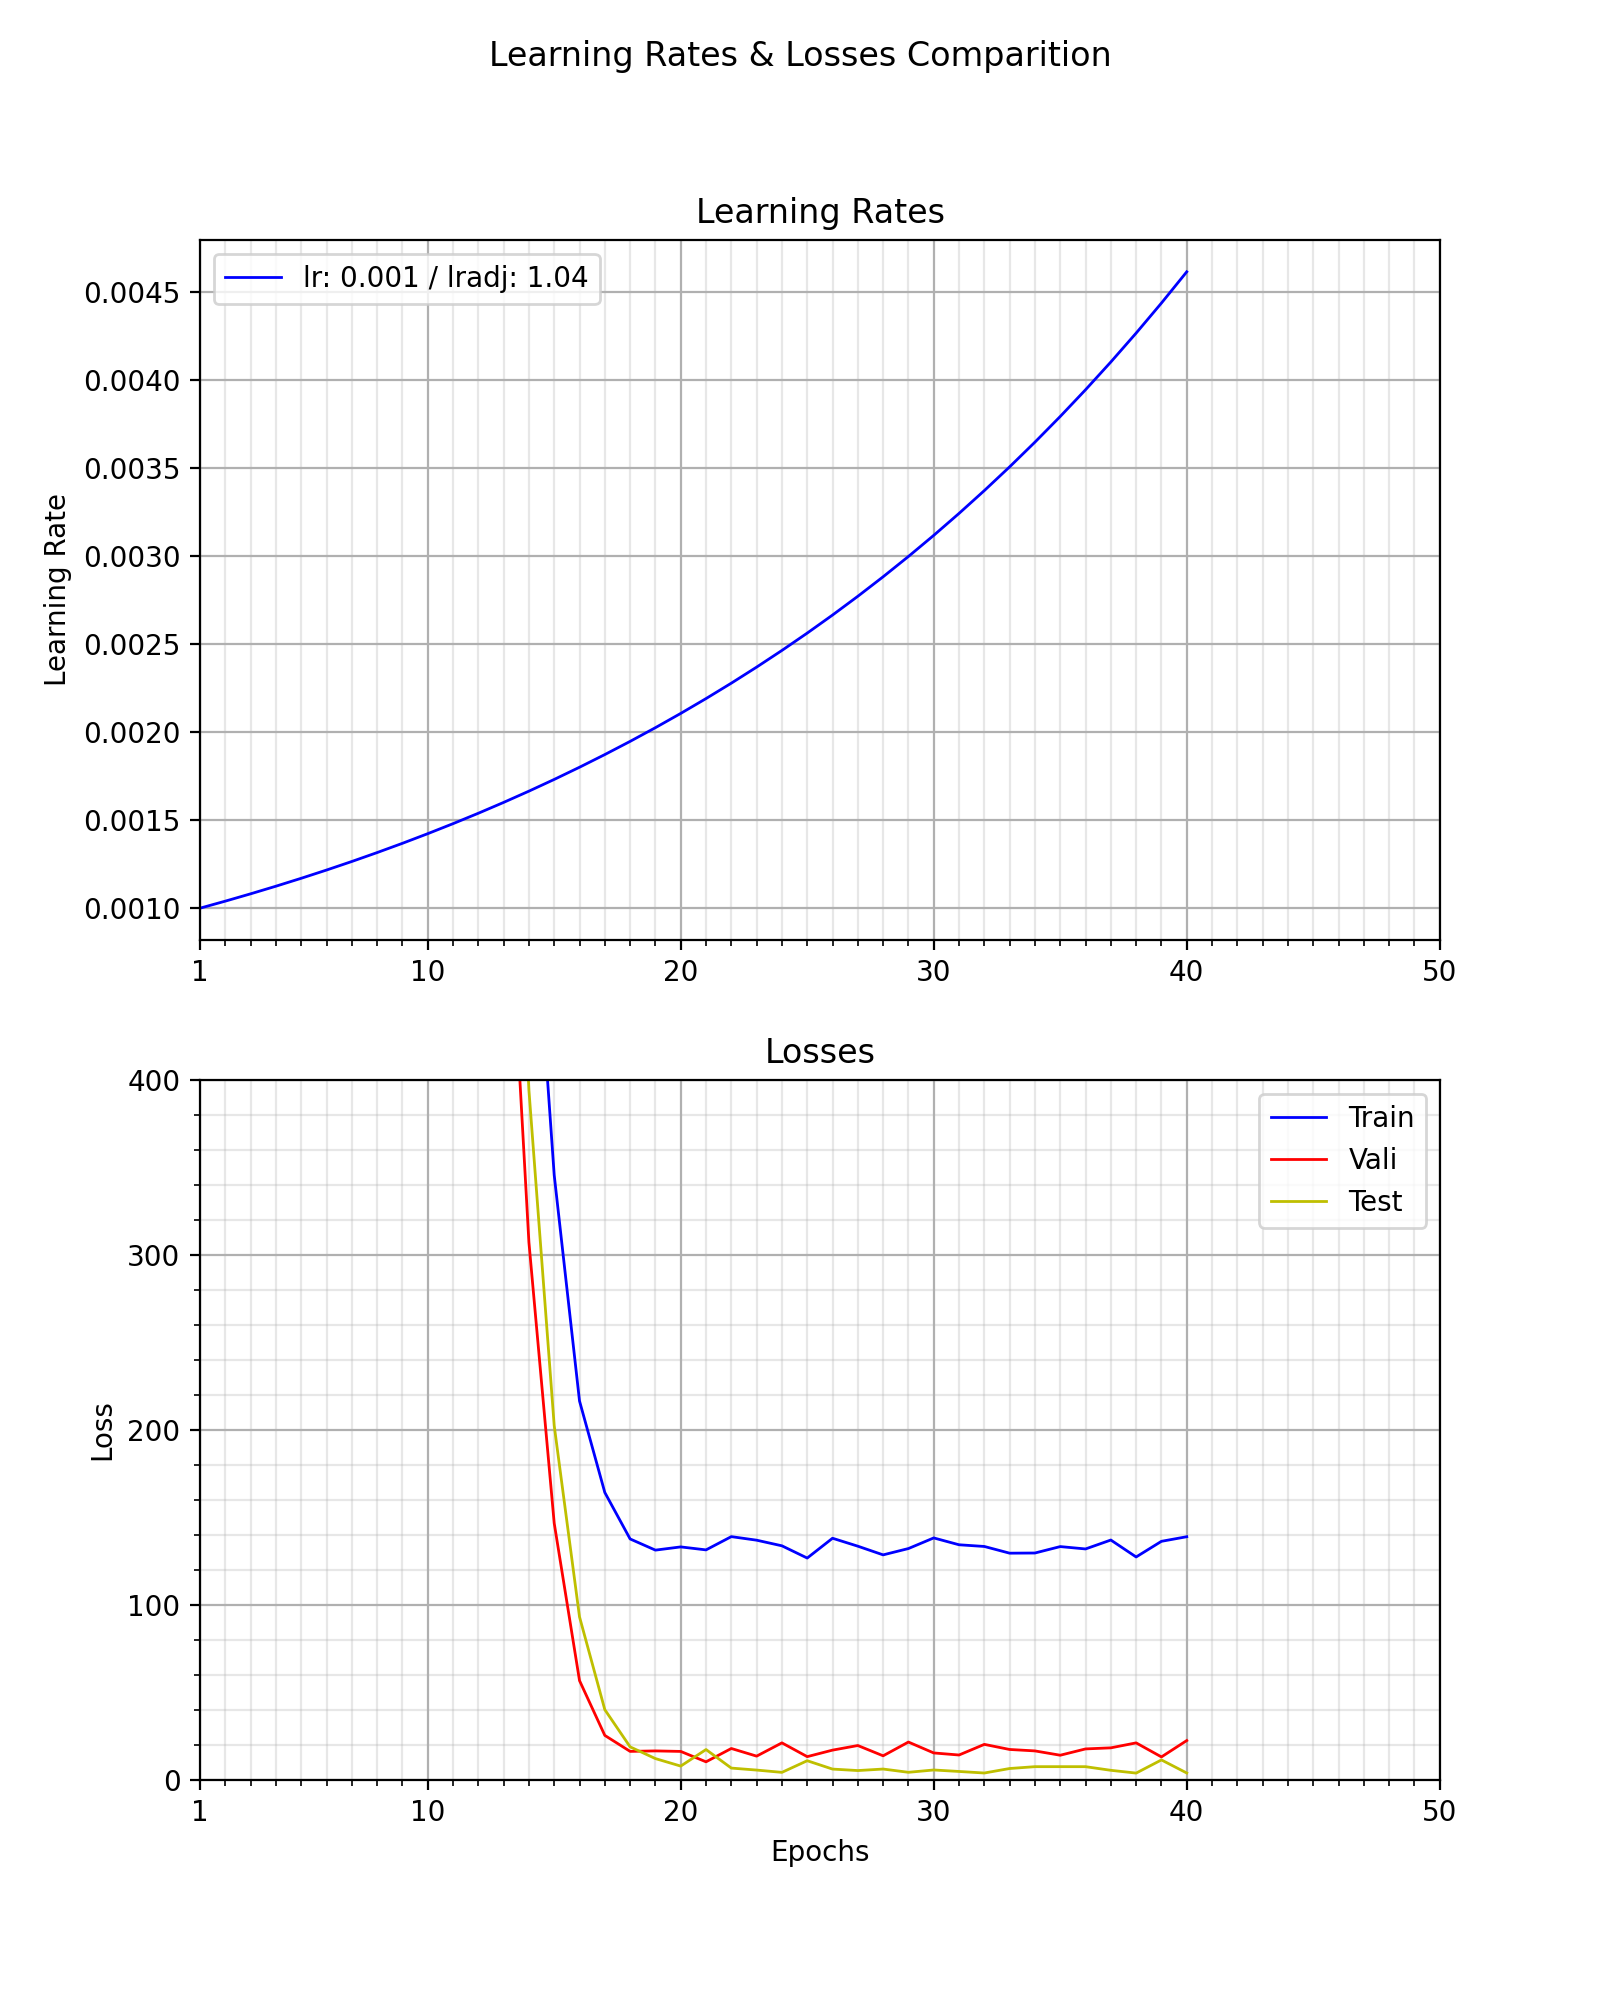 Learning Rates & Losses Comparition
Learning Rates
lr: 0.001 / lradj: 1.04
0.0045
0.0040
0.0035
0.0030
0.0025
0.0020
0.0015
0.0010
Learning Rate
1 10 20 30 40 50
Losses
Train
Vali
Test
400
300
200
100
0
Loss
1 10 20 30 40 50
Epochs